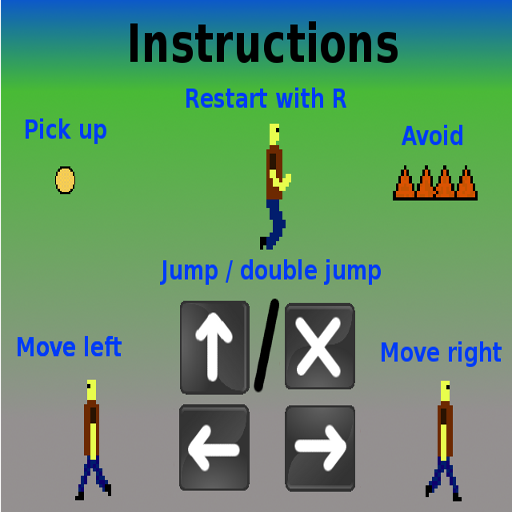 Instructions
Restart with R
Pick up
Avoid
Jump / double jump
/ X
Move left
Move right